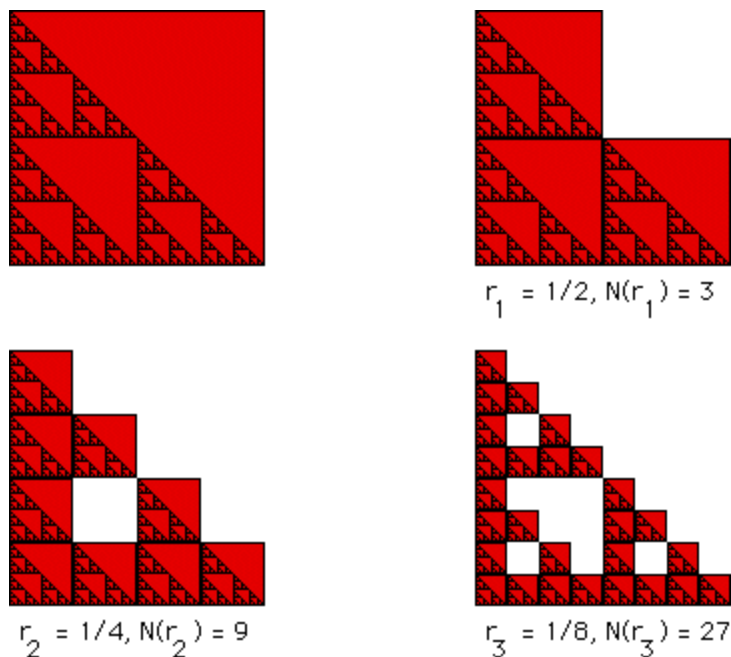 r₁ = 1/2, N(r₁) = 3
r₂ = 1/4, N(r₂) = 9
r₃ = 1/8, N(r₃) = 27